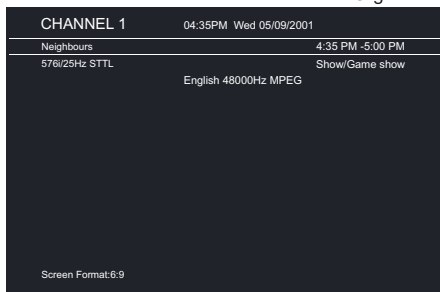 CHANNEL 1 04:35PM Wed 05/09/2001
Neighbours 4:35 PM -5:00 PM
576i/25Hz STTL Show/Game show
English 48000Hz MPEG
Screen Format:6:9